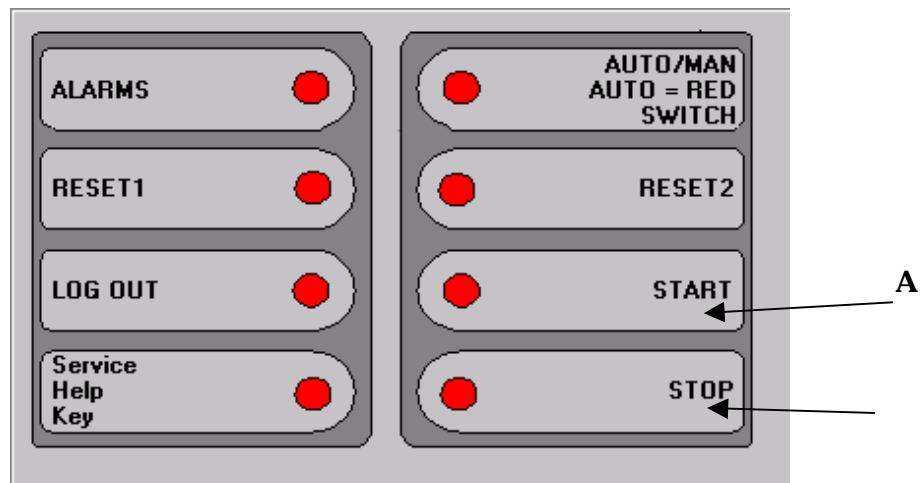 ALARMS
RESET1
LOG OUT
Service
Help
Key
AUTO/MAN
AUTO = RED
SWITCH
RESET2
START
STOP
A